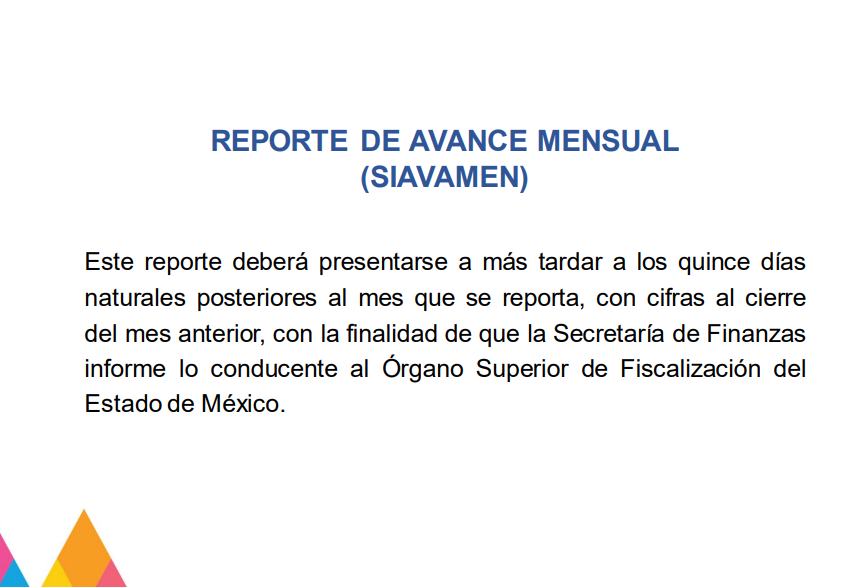 REPORTE DE AVANCE MENSUAL
(SIAVAMEN)
Este reporte deberá presentarse a más tardar a los quince días
naturales posteriores al mes que se reporta, con cifras al cierre
del mes anterior, con la finalidad de que la Secretaría de Finanzas
informe lo conducente al Órgano Superior de Fiscalización del
Estado de México.